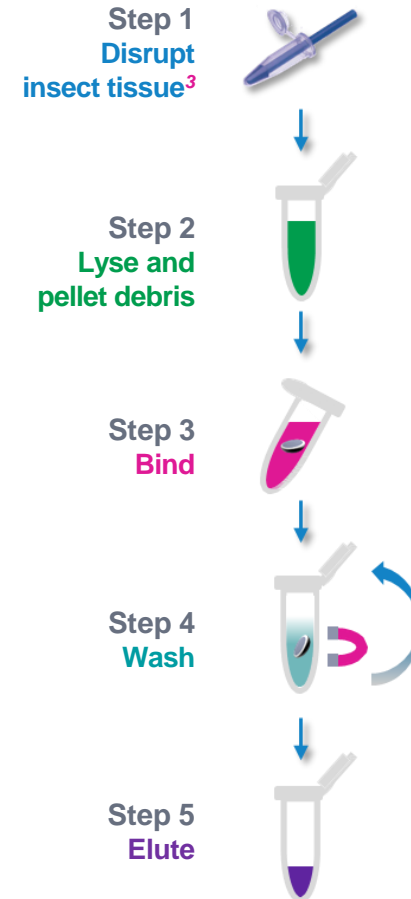 Step 1
Disrupt
insect tissue³
Step 2
Lyse and
pellet debris
Step 3
Bind
Step 4
Wash
Step 5
Elute